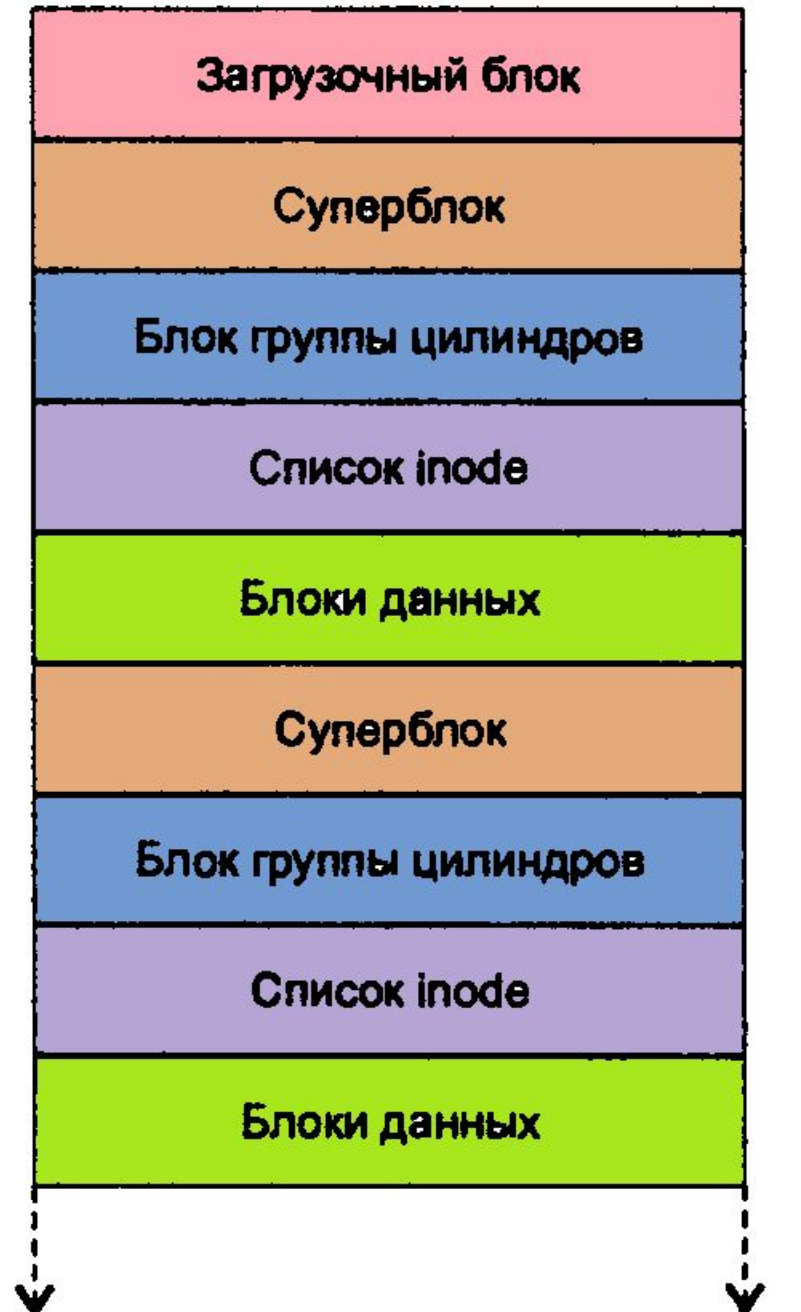 Загрузочный блок
Суперблок
Блок группы цилиндров
Список inode
Блоки данных
Суперблок
Блок группы цилиндров
Список inode
Блоки данных